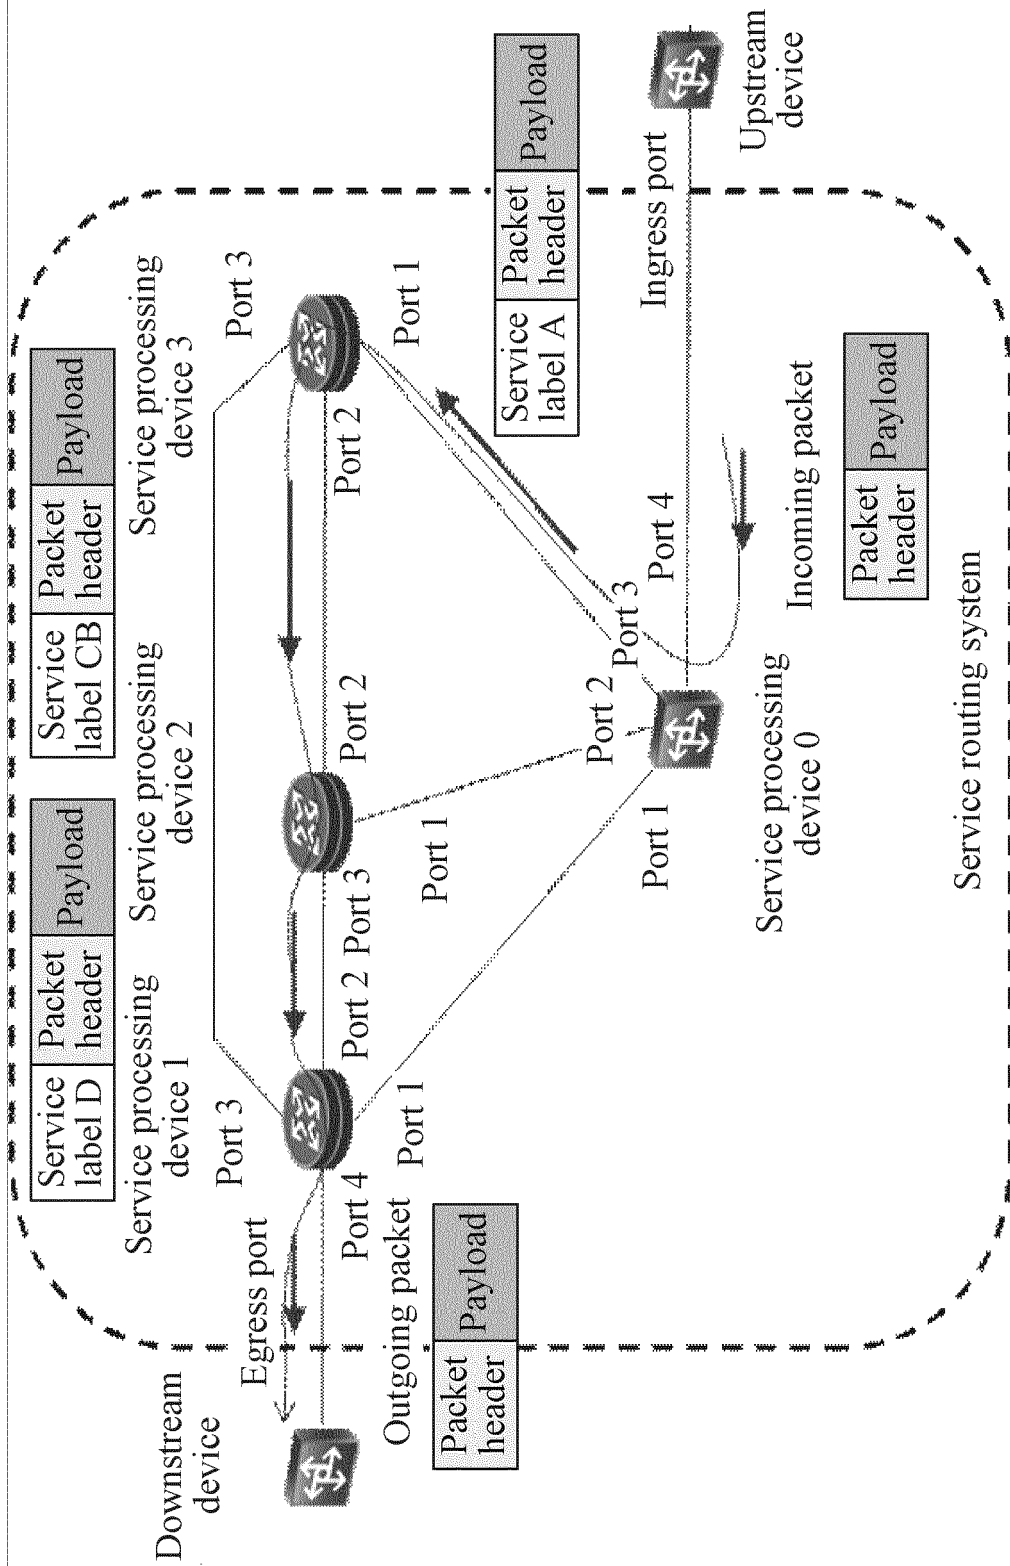 Downstream
device
Egress port
Outgoing packet
Packet
header
Payload
Service
label D
Packet
header
Payload
Service
label CB
Packet
header
Payload
Service processing
device 1
Service processing
device 2
Service processing
device 3
Port 3
Port 3
Port 4
Port 2
Port 3
Port 2
Port 2
Port 1
Port 1
Port 1
Service
label A
Packet
header
Payload
Port 1
Port 2
Port 3
Port 4
Ingress port
Upstream
device
Service processing
device 0
Incoming packet
Packet
header
Payload
Service routing system